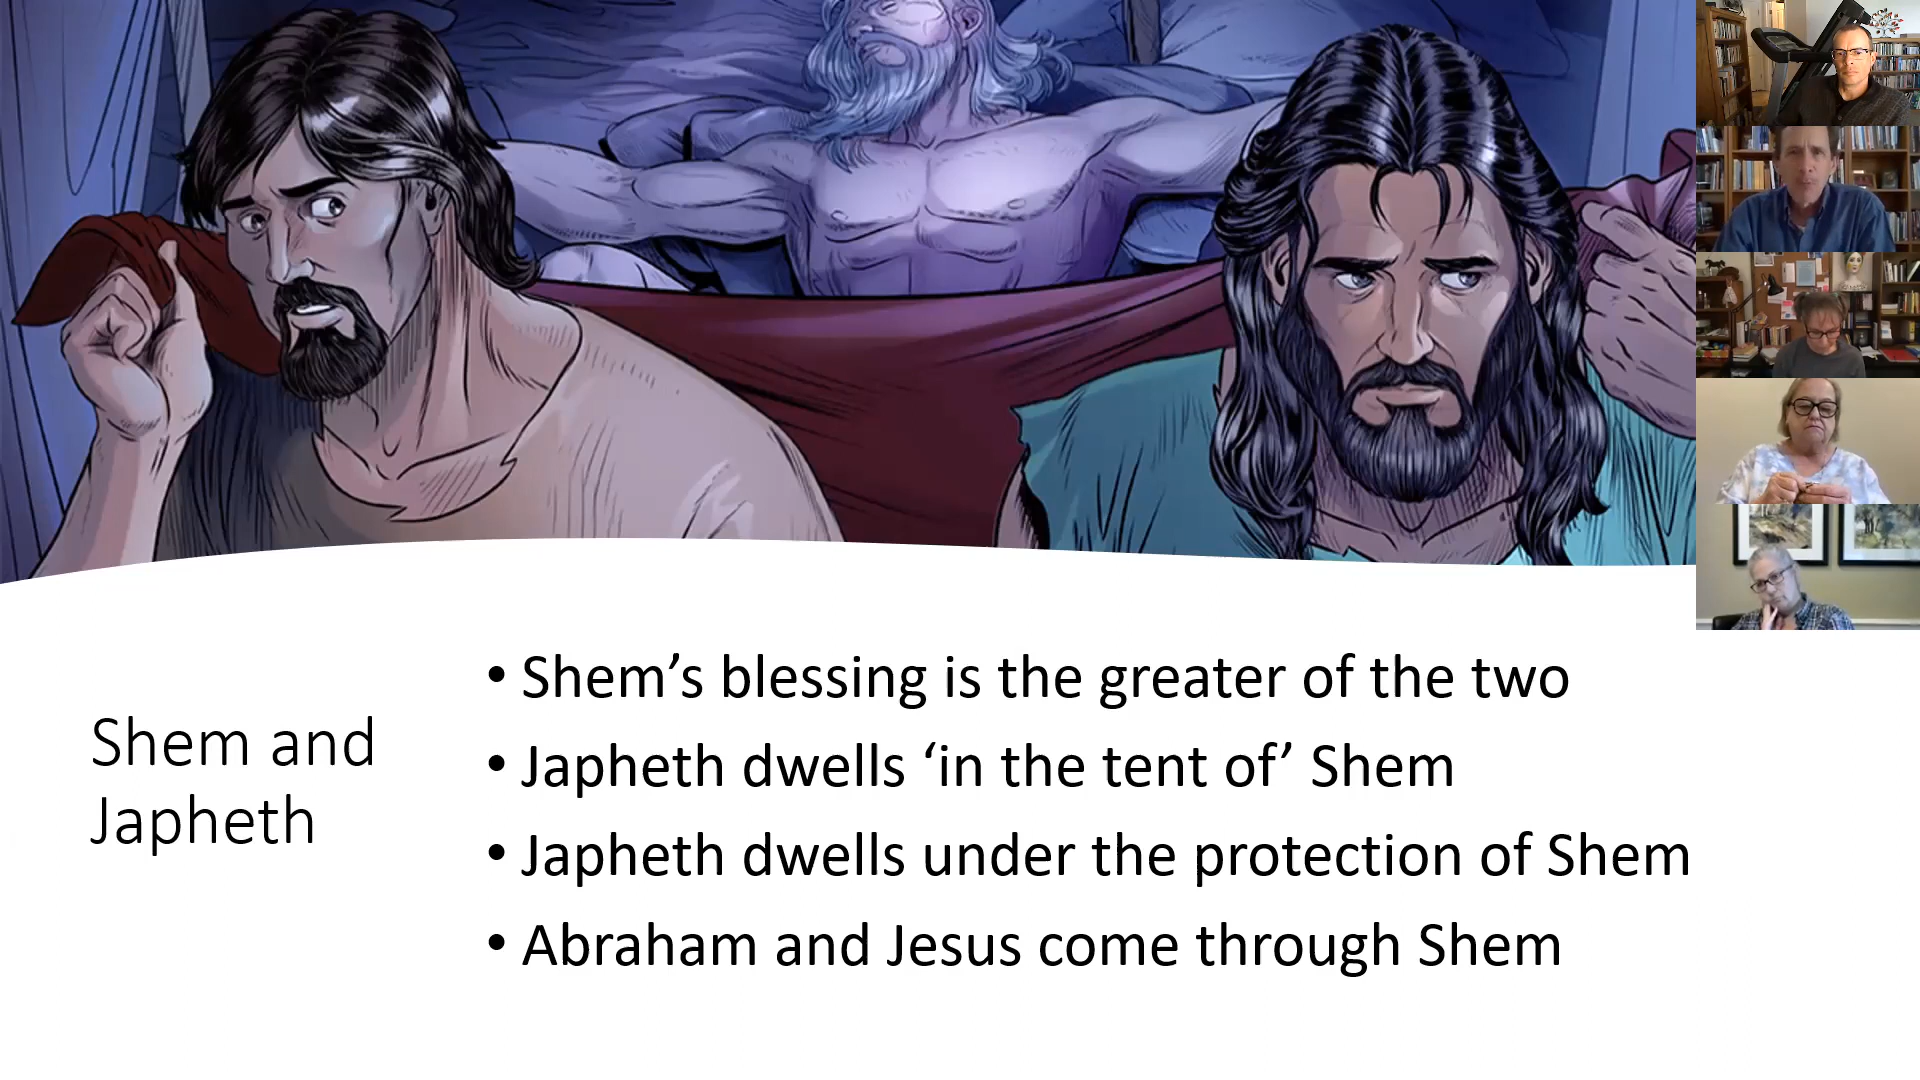 Shem and
Japheth
• Shem’s blessing is the greater of the two
• Japheth dwells ‘in the tent of’ Shem
• Japheth dwells under the protection of Shem
• Abraham and Jesus come through Shem